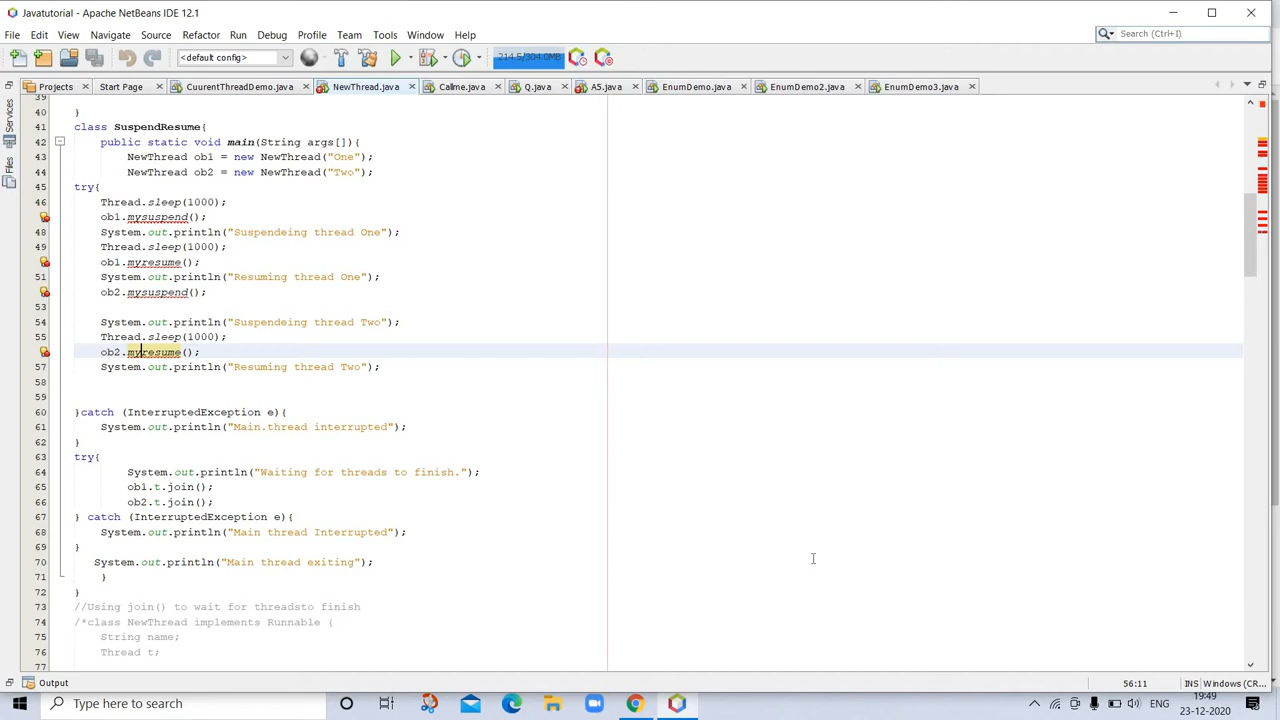 Javatutorial - Apache NetBeans IDE 12.1
File Edit View Navigate Source Refactor Run Debug Profile Team Tools Window Help
Search (Ctrl+I)
<default config>
214.5/304.0MB
Projects Start Page CuurentThreadDemo.java NewThread.java Callme.java Q.java A5.java EnumDemo.java EnumDemo2.java EnumDemo3.java
Services
Files
39
40 }
41 class SuspendResume{
42 public static void main(String args[]){
43 NewThread ob1 = new NewThread("One");
44 NewThread ob2 = new NewThread("Two");
45 try{
46 Thread.sleep(1000);
ob1.mysuspend();
48 System.out.println("Suspendeing thread One");
49 Thread.sleep(1000);
ob1.myresume();
51 System.out.println("Resuming thread One");
ob2.mysuspend();
53
54 System.out.println("Suspendeing thread Two");
55 Thread.sleep(1000);
ob2.myresume();
57 System.out.println("Resuming thread Two");
58
59
60 }catch (InterruptedException e){
61 System.out.println("Main.thread interrupted");
62 }
63 try{
64 System.out.println("Waiting for threads to finish.");
65 ob1.t.join();
66 ob2.t.join();
67 } catch (InterruptedException e){
68 System.out.println("Main thread Interrupted");
69 }
70 System.out.println("Main thread exiting");
71 }
72 }
73 //Using join() to wait for threadsto finish
74 /*class NewThread implements Runnable {
75 String name;
76 Thread t;
77
Output
56:11 INS Windows (CR...
Type here to search
ENG
19:49
23-12-2020